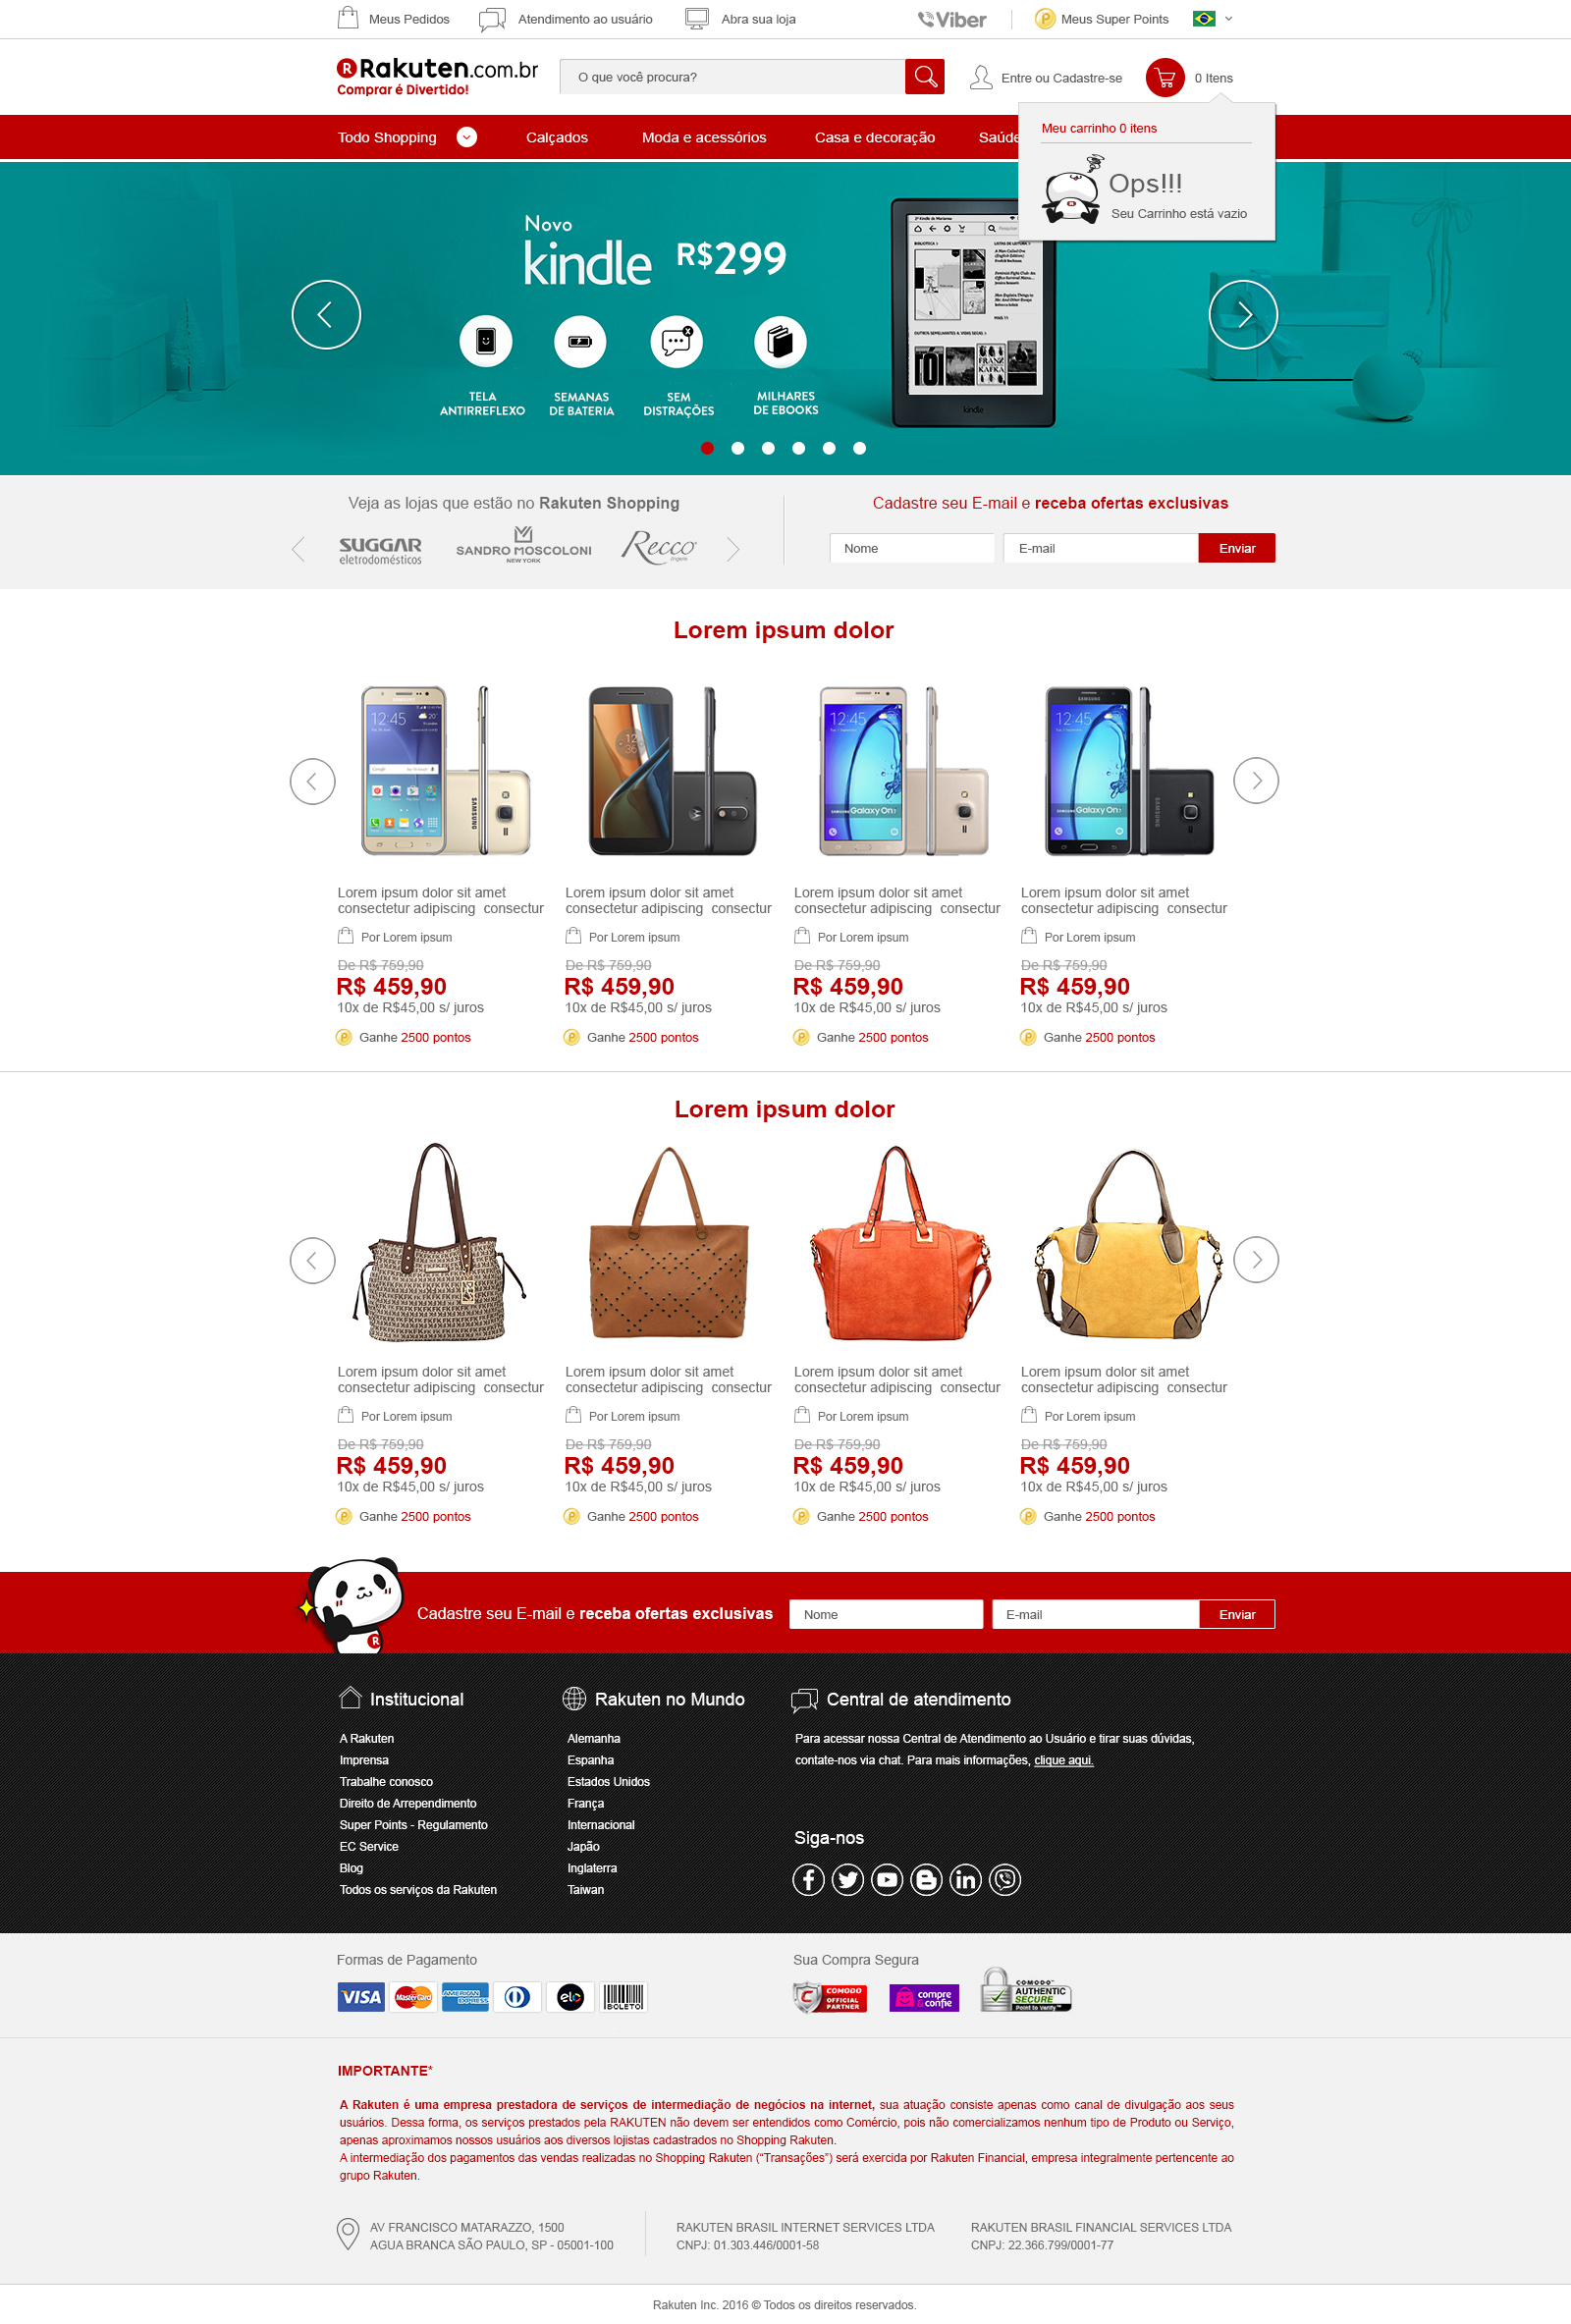 Meus Pedidos
Atendimento ao usuário
Abra sua loja
Viber
Meus Super Points
Rakuten.com.br
Comprar é Divertido!
O que você procura?
Entre ou Cadastre-se
0 Itens
Todo Shopping
Calçados
Moda e acessórios
Casa e decoração
Saúde
Meu carrinho 0 itens
Ops!!!
Seu Carrinho está vazio
Novo
kindle
R$299
TELA
ANTIRREFLEXO
SEMANAS
DE BATERIA
SEM
DISTRAÇÕES
MILHARES
DE EBOOKS
kindle
Veja as lojas que estão no Rakuten Shopping
SUGGAR
eletrodomésticos
SANDRO MOSCOLONI
NEW YORK
Recco
lingerie
Cadastre seu E-mail e receba ofertas exclusivas
Nome
E-mail
Enviar
Lorem ipsum dolor
Lorem ipsum dolor sit amet
consectetur adipiscing consectur
Por Lorem ipsum
De R$ 759,90
R$ 459,90
10x de R$45,00 s/ juros
Ganhe 2500 pontos
Lorem ipsum dolor sit amet
consectetur adipiscing consectur
Por Lorem ipsum
De R$ 759,90
R$ 459,90
10x de R$45,00 s/ juros
Ganhe 2500 pontos
Lorem ipsum dolor sit amet
consectetur adipiscing consectur
Por Lorem ipsum
De R$ 759,90
R$ 459,90
10x de R$45,00 s/ juros
Ganhe 2500 pontos
Lorem ipsum dolor sit amet
consectetur adipiscing consectur
Por Lorem ipsum
De R$ 759,90
R$ 459,90
10x de R$45,00 s/ juros
Ganhe 2500 pontos
Lorem ipsum dolor
Lorem ipsum dolor sit amet
consectetur adipiscing consectur
Por Lorem ipsum
De R$ 759,90
R$ 459,90
10x de R$45,00 s/ juros
Ganhe 2500 pontos
Lorem ipsum dolor sit amet
consectetur adipiscing consectur
Por Lorem ipsum
De R$ 759,90
R$ 459,90
10x de R$45,00 s/ juros
Ganhe 2500 pontos
Lorem ipsum dolor sit amet
consectetur adipiscing consectur
Por Lorem ipsum
De R$ 759,90
R$ 459,90
10x de R$45,00 s/ juros
Ganhe 2500 pontos
Lorem ipsum dolor sit amet
consectetur adipiscing consectur
Por Lorem ipsum
De R$ 759,90
R$ 459,90
10x de R$45,00 s/ juros
Ganhe 2500 pontos
Cadastre seu E-mail e receba ofertas exclusivas
Nome
E-mail
Enviar
Institucional
A Rakuten
Imprensa
Trabalhe conosco
Direito de Arrependimento
Super Points - Regulamento
EC Service
Blog
Todos os serviços da Rakuten
Rakuten no Mundo
Alemanha
Espanha
Estados Unidos
França
Internacional
Japão
Inglaterra
Taiwan
Central de atendimento
Para acessar nossa Central de Atendimento ao Usuário e tirar suas dúvidas,
contate-nos via chat. Para mais informações, clique aqui.
Siga-nos
Formas de Pagamento
VISA
MasterCard
AMERICAN EXPRESS
elo
BOLETO
Sua Compra Segura
COMODO
OFFICIAL
PARTNER
compre
&confie
COMODO
AUTHENTIC
SECURE
Point to Verify™
IMPORTANTE*
A Rakuten é uma empresa prestadora de serviços de intermediação de negócios na internet, sua atuação consiste apenas como canal de divulgação aos seus
usuários. Dessa forma, os serviços prestados pela RAKUTEN não devem ser entendidos como Comércio, pois não comercializamos nenhum tipo de Produto ou Serviço,
apenas aproximamos nossos usuários aos diversos lojistas cadastrados no Shopping Rakuten.
A intermediação dos pagamentos das vendas realizadas no Shopping Rakuten (“Transações”) será exercida por Rakuten Financial, empresa integralmente pertencente ao
grupo Rakuten.
AV FRANCISCO MATARAZZO, 1500
AGUA BRANCA SÃO PAULO, SP - 05001-100
RAKUTEN BRASIL INTERNET SERVICES LTDA
CNPJ: 01.303.446/0001-58
RAKUTEN BRASIL FINANCIAL SERVICES LTDA
CNPJ: 22.366.799/0001-77
Rakuten Inc. 2016 © Todos os direitos reservados.